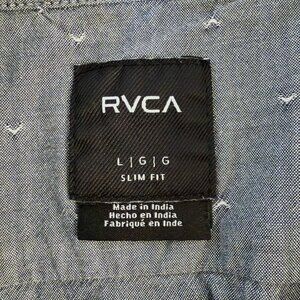 RVCA
L | G | G
SLIM FIT
Made in India
Hecho en India
Fabriqué en Inde